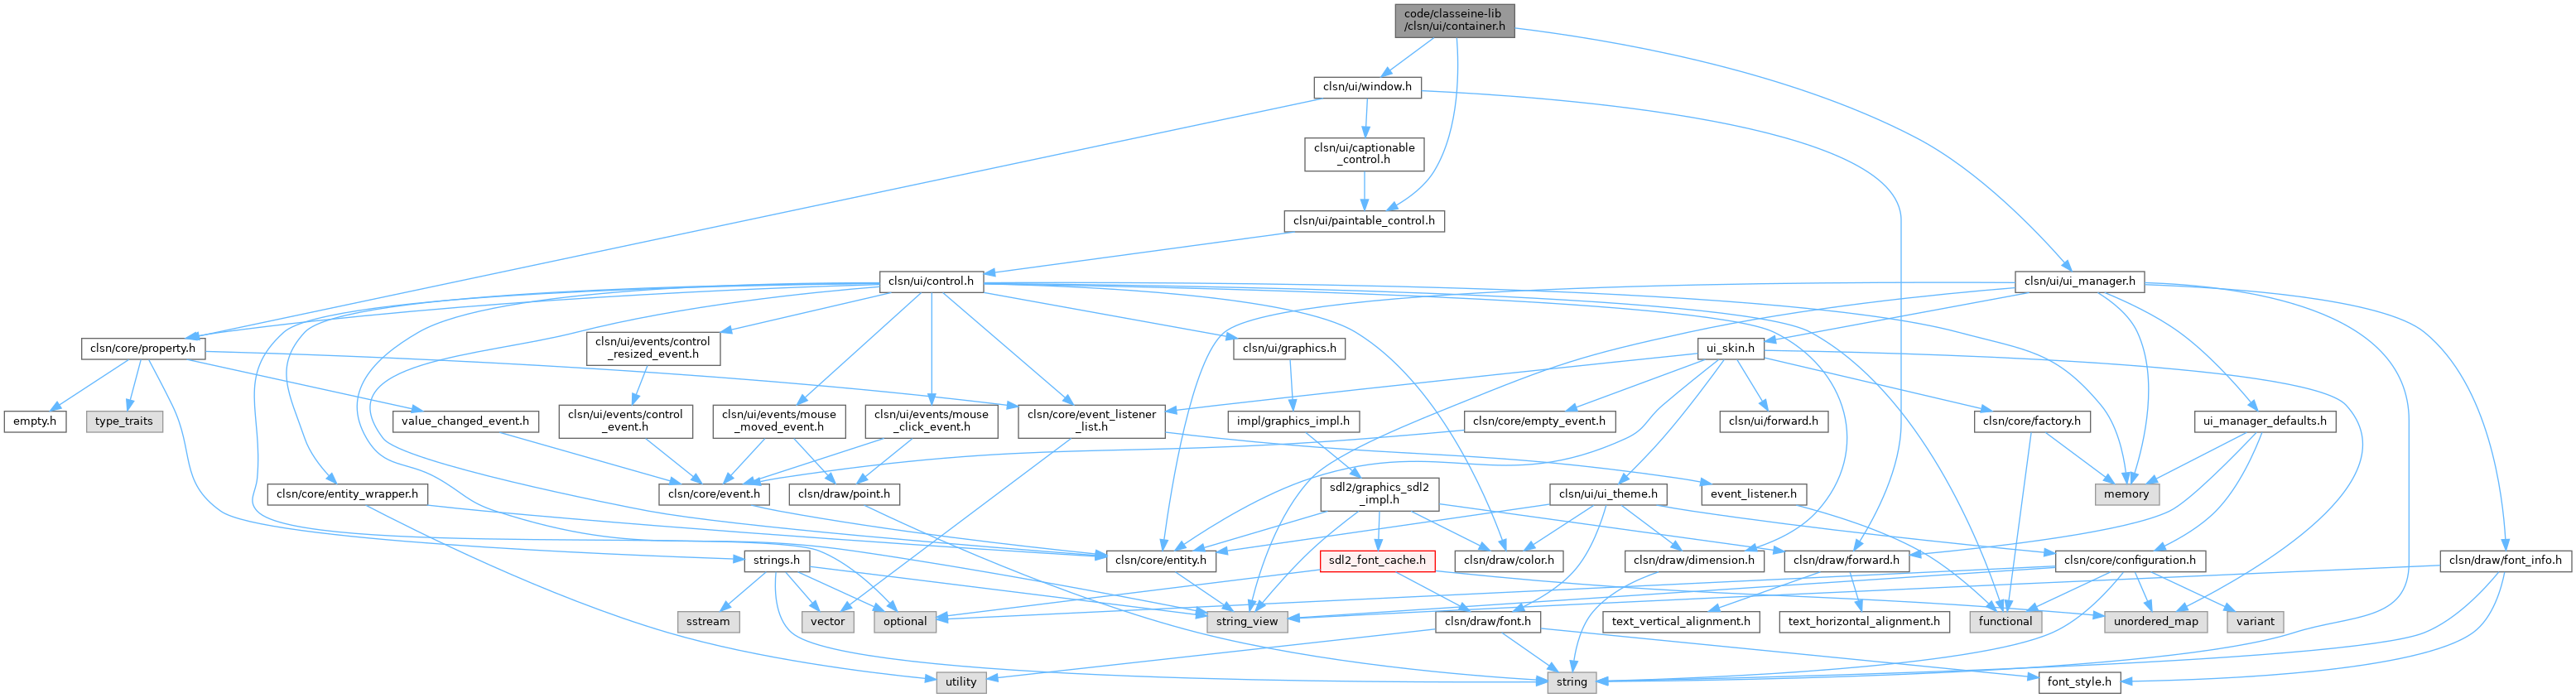 code/classeine-lib
/clsn/ui/container.h
clsn/ui/window.h
clsn/ui/captionable
_control.h
clsn/ui/paintable_control.h
clsn/ui/control.h
clsn/ui/ui_manager.h
clsn/core/property.h
clsn/ui/events/control
_resized_event.h
clsn/ui/graphics.h
ui_skin.h
empty.h
type_traits
value_changed_event.h
clsn/ui/events/control
_event.h
clsn/ui/events/mouse
_moved_event.h
clsn/ui/events/mouse
_click_event.h
clsn/core/event_listener
_list.h
impl/graphics_impl.h
clsn/core/empty_event.h
clsn/ui/forward.h
clsn/core/factory.h
ui_manager_defaults.h
clsn/core/entity_wrapper.h
clsn/core/event.h
clsn/draw/point.h
sdl2/graphics_sdl2
_impl.h
clsn/ui/ui_theme.h
event_listener.h
memory
strings.h
clsn/core/entity.h
sdl2_font_cache.h
clsn/draw/color.h
clsn/draw/dimension.h
clsn/draw/forward.h
clsn/core/configuration.h
clsn/draw/font_info.h
sstream
vector
optional
string_view
clsn/draw/font.h
text_vertical_alignment.h
text_horizontal_alignment.h
functional
unordered_map
variant
utility
string
font_style.h